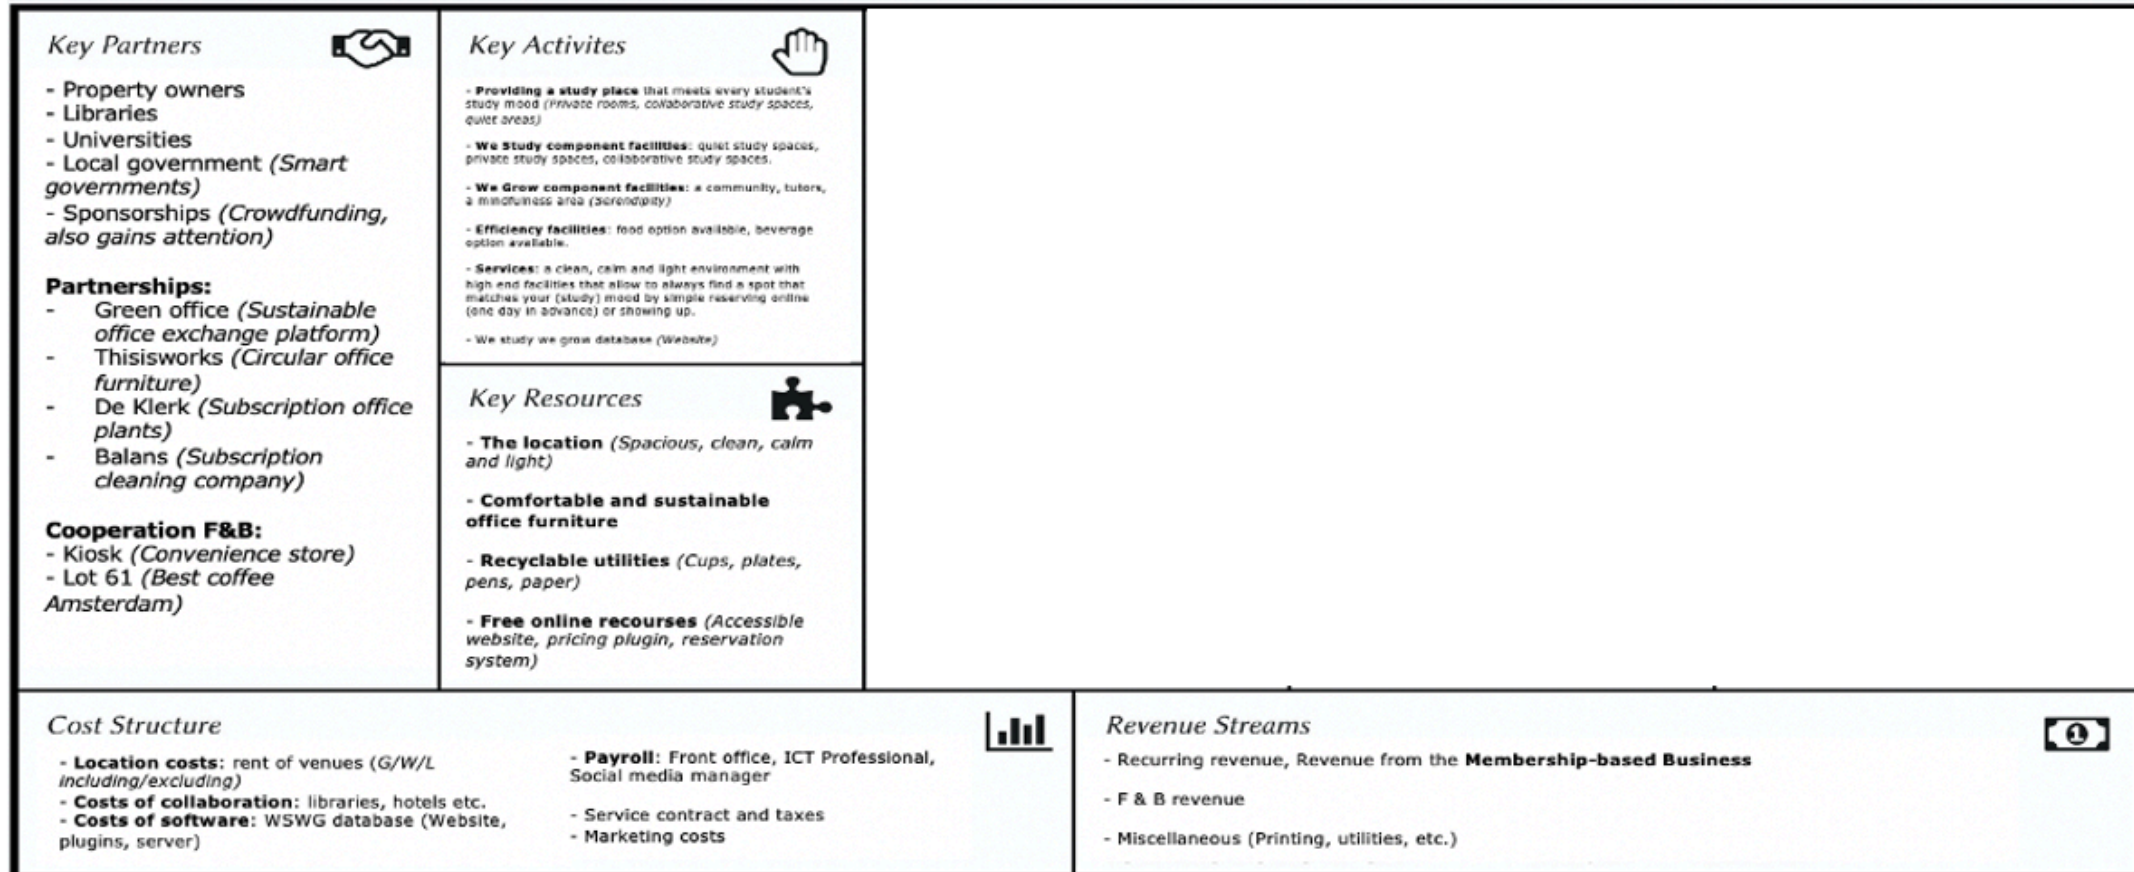 Key Partners
- Property owners
- Libraries
- Universities
- Local government (Smart
governments)
- Sponsorships (Crowdfunding,
also gains attention)
Partnerships:
- Green office (Sustainable
office exchange platform)
- Thisisworks (Circular office
furniture)
- De Klerk (Subscription office
plants)
- Balans (Subscription
cleaning company)
Cooperation F&B:
- Kiosk (Convenience store)
- Lot 61 (Best coffee
Amsterdam)
Key Activites
- Providing a study place that meets every student's
study mood (Private rooms, collaborative study spaces,
quiet areas)
- We Study component facilities: quiet study spaces,
private study spaces, collaborative study spaces.
- We Grow component facilities: a community, tutors,
a mindfulness area (Serendipity)
- Efficiency facilities: food option available, beverage
option available.
- Services: a clean, calm and light environment with
high end facilities that allow to always find a spot that
matches your (study) mood by simple reserving online
(one day in advance) or showing up.
- We study we grow database (Website)
Key Resources
- The location (Spacious, clean, calm
and light)
- Comfortable and sustainable
office furniture
- Recyclable utilities (Cups, plates,
pens, paper)
- Free online recourses (Accessible
website, pricing plugin, reservation
system)
Cost Structure
- Location costs: rent of venues (G/W/L
including/excluding)
- Costs of collaboration: libraries, hotels etc.
- Costs of software: WSWG database (Website,
plugins, server)
- Payroll: Front office, ICT Professional,
Social media manager
- Service contract and taxes
- Marketing costs
Revenue Streams
- Recurring revenue, Revenue from the Membership-based Business
- F & B revenue
- Miscellaneous (Printing, utilities, etc.)